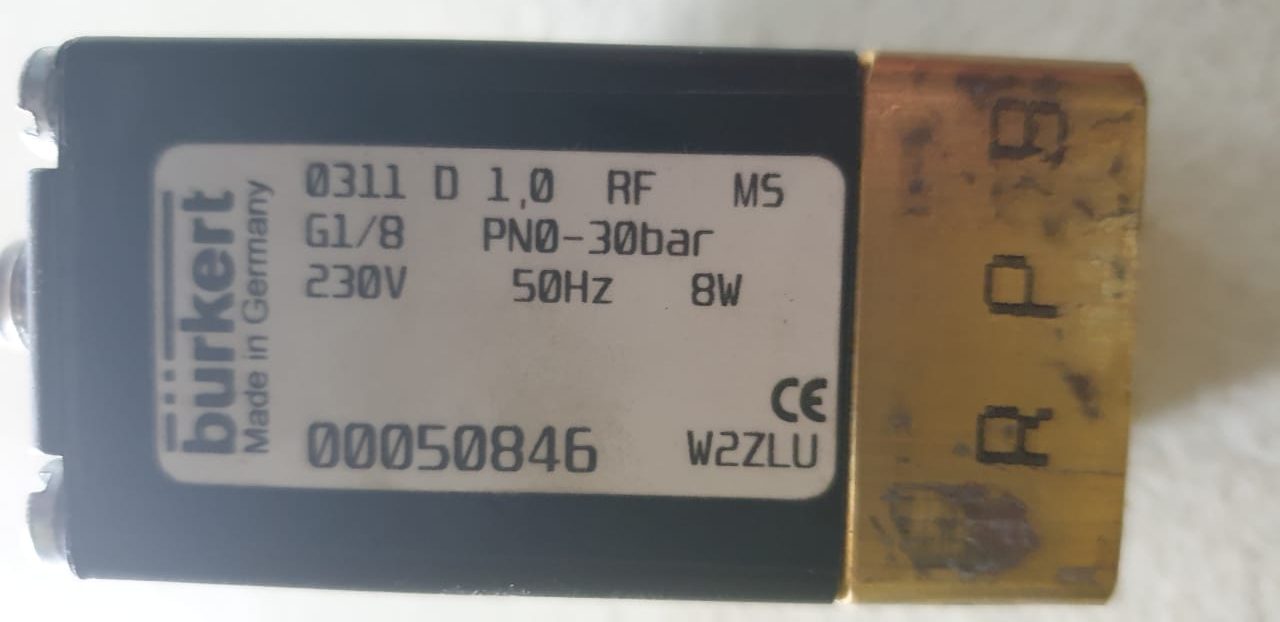 bürkert
Made in Germany
0311 D 1,0 RF MS
G1/8 PN0-30bar
230V 50Hz 8W
CE
00050846 W2ZLU
R P 9